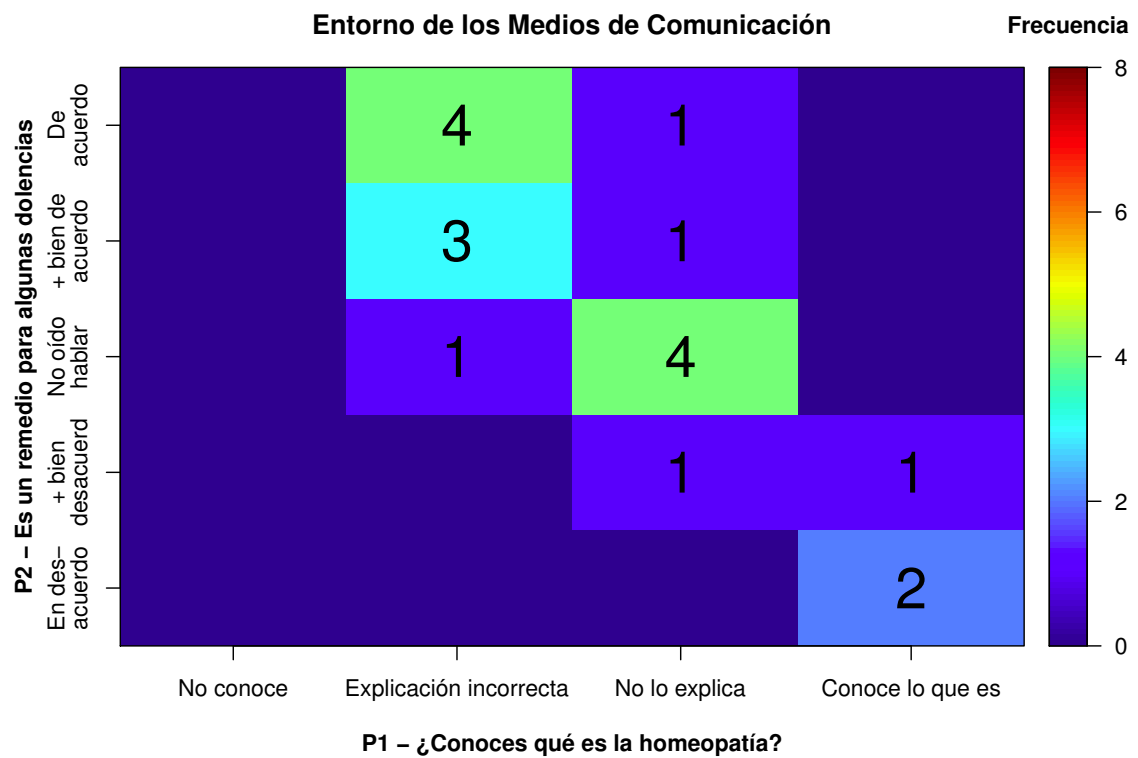 Entorno de los Medios de Comunicación
Frecuencia
P2 − Es un remedio para algunas dolencias
De
acuerdo
+ bien de
acuerdo
No oído
hablar
+ bien
desacuerd
En des−
acuerdo
4
1
3
1
1
4
1
1
2
8
6
4
2
0
No conoce
Explicación incorrecta
No lo explica
Conoce lo que es
P1 − ¿Conoces qué es la homeopatía?